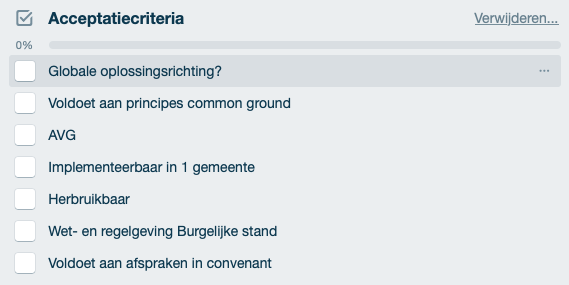 Acceptatiecriteria
Verwijderen...
0%
Globale oplossingsrichting?
Voldoet aan principes common ground
AVG
Implementeerbaar in 1 gemeente
Herbruikbaar
Wet- en regelgeving Burgelijke stand
Voldoet aan afspraken in convenant